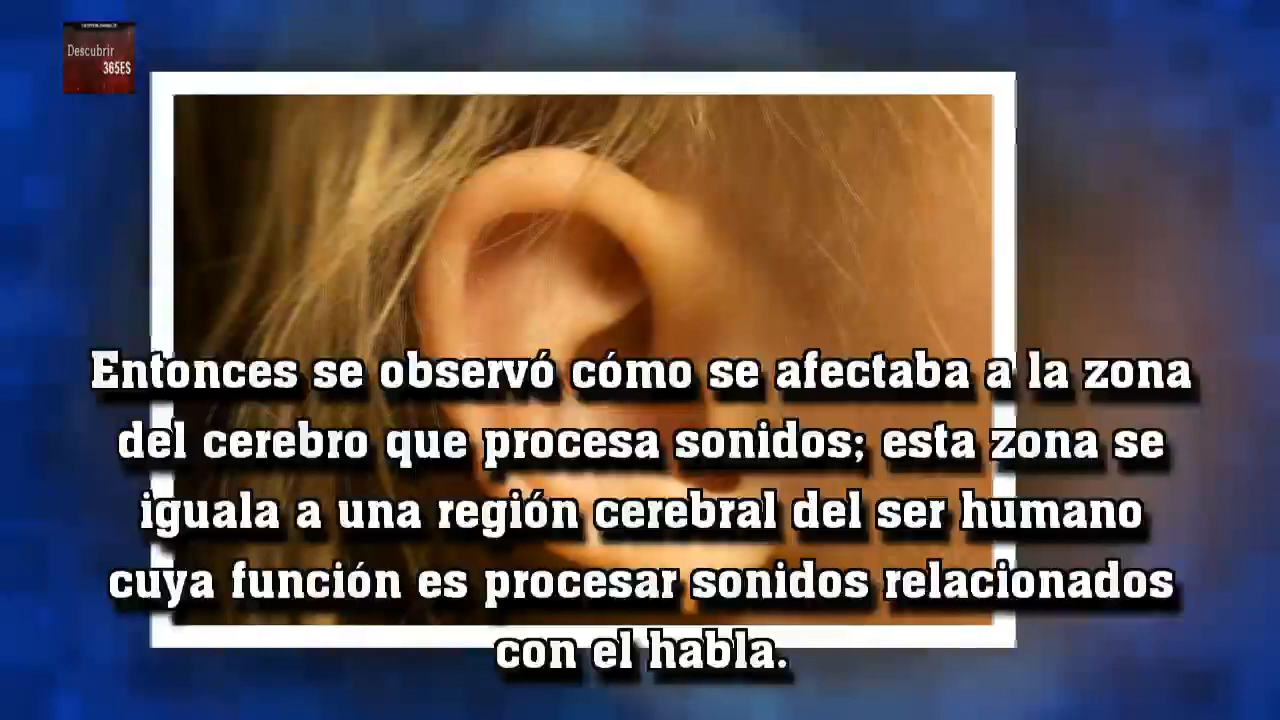 Descubrir
365ES
Entonces se observó cómo se afectaba a la zona
del cerebro que procesa sonidos; esta zona se
iguala a una región cerebral del ser humano
cuya función es procesar sonidos relacionados
con el habla.